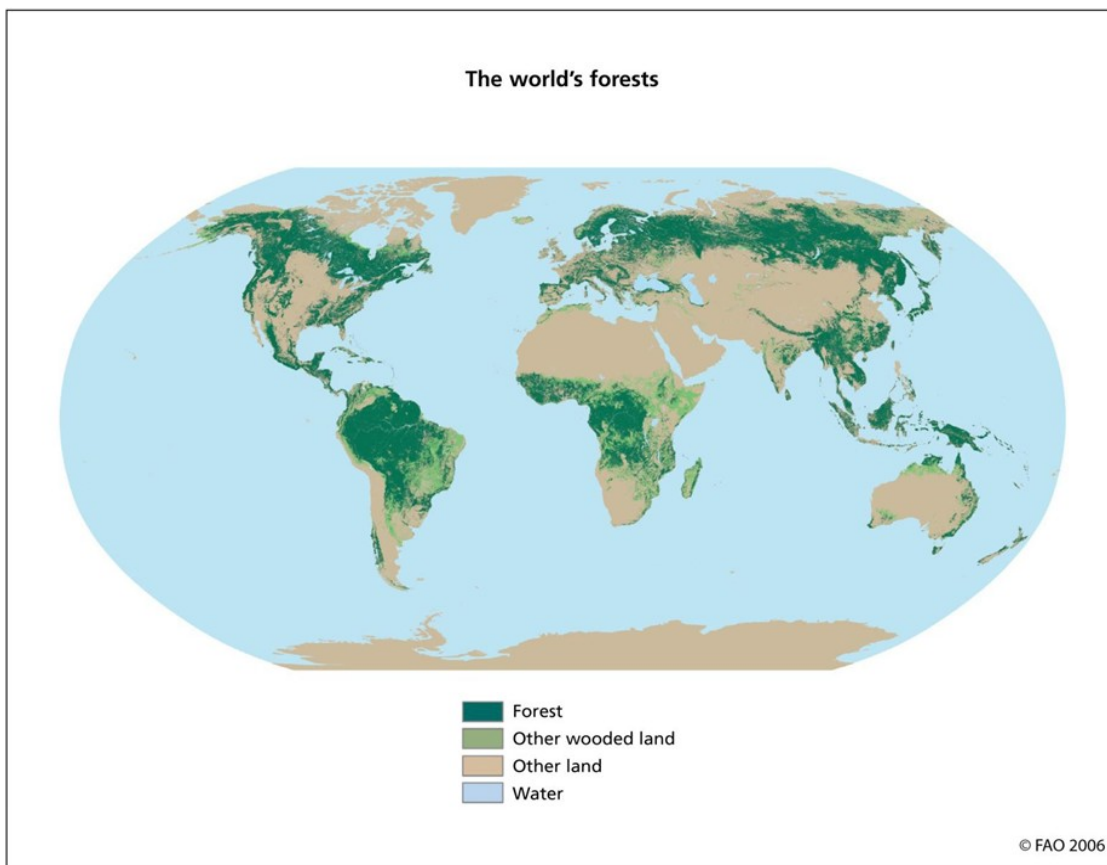 The world's forests
Forest
Other wooded land
Other land
Water
© FAO 2006